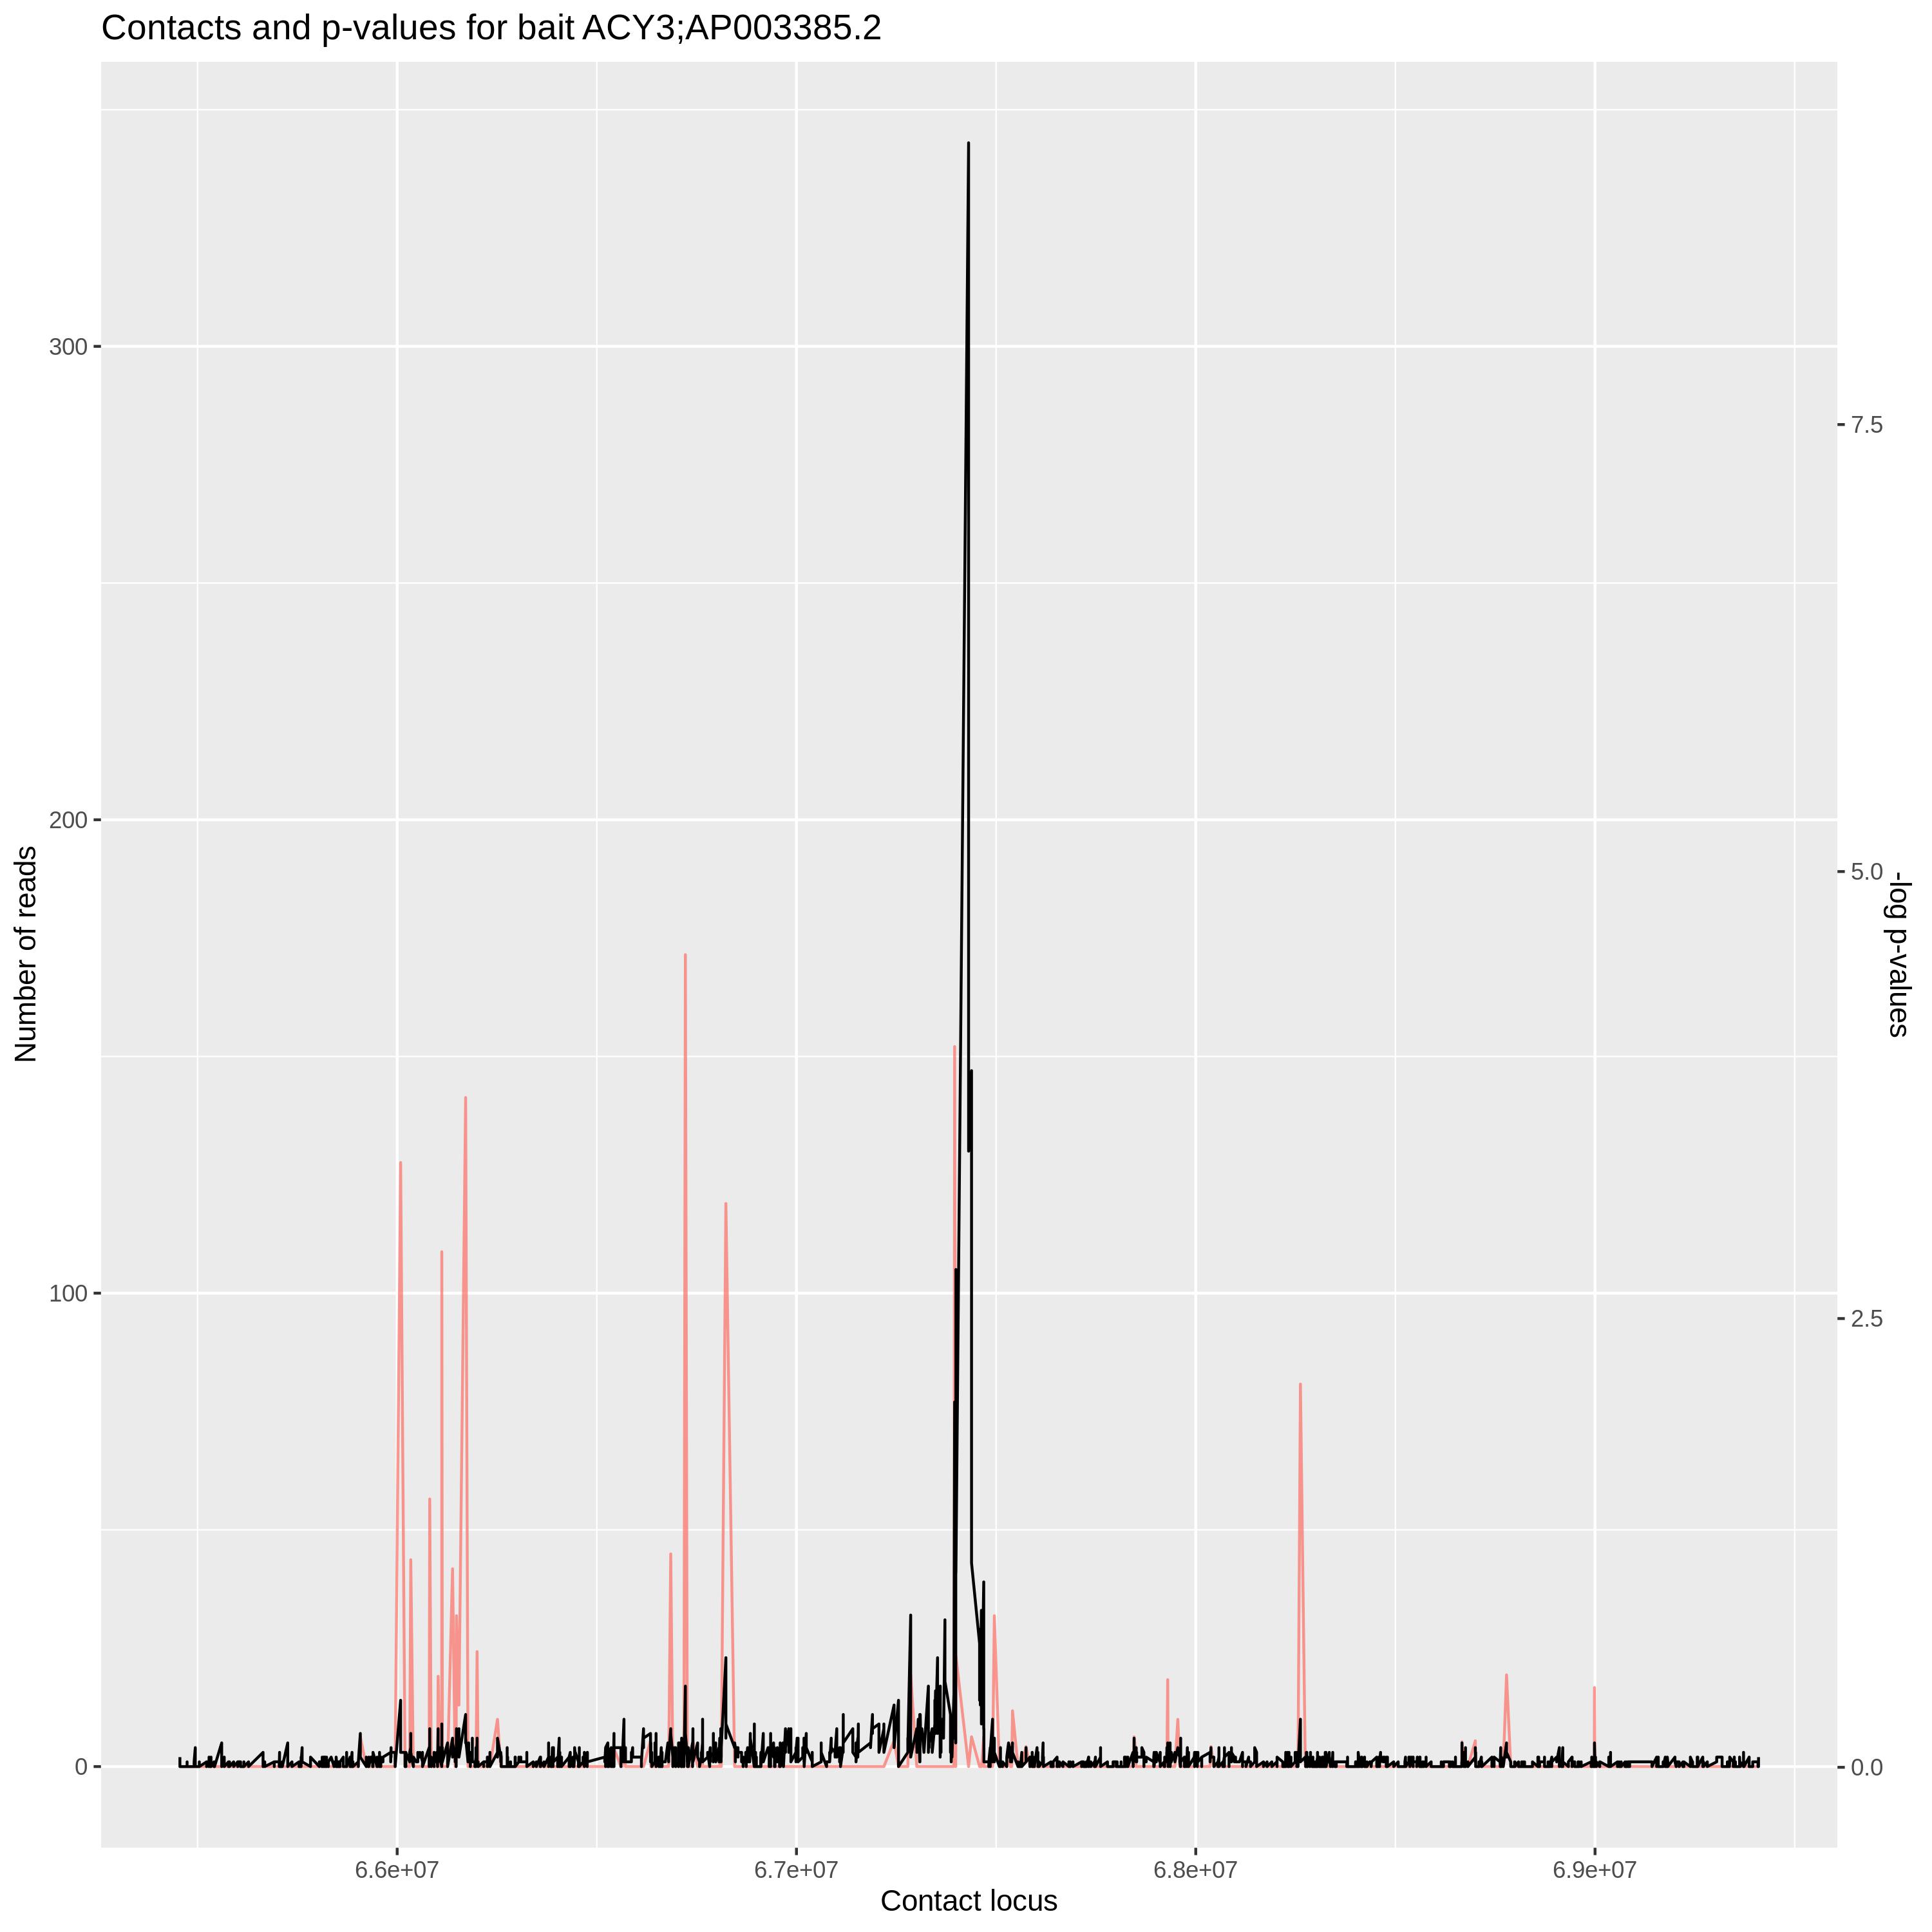 Contacts and p-values for bait ACY3;AP003385.2
Number of reads
300
200
100
0
7.5
5.0
2.5
0.0
-log p-values
6.6e+07
6.7e+07
6.8e+07
6.9e+07
Contact locus